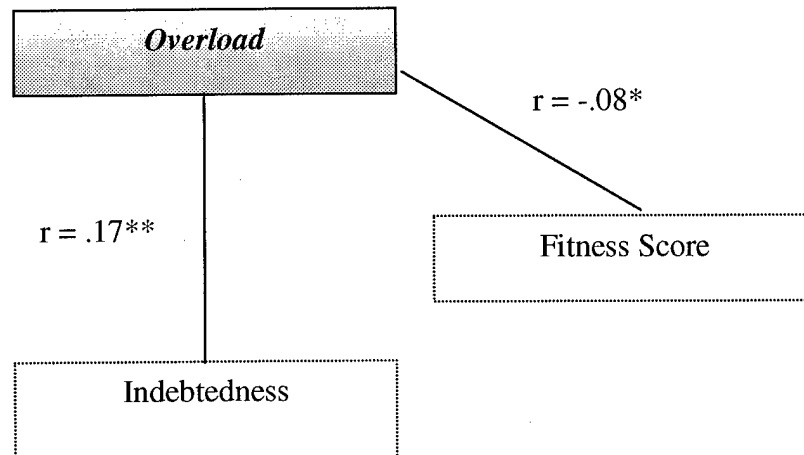 Overload
r = -.08*
r = .17**
Fitness Score
Indebtedness